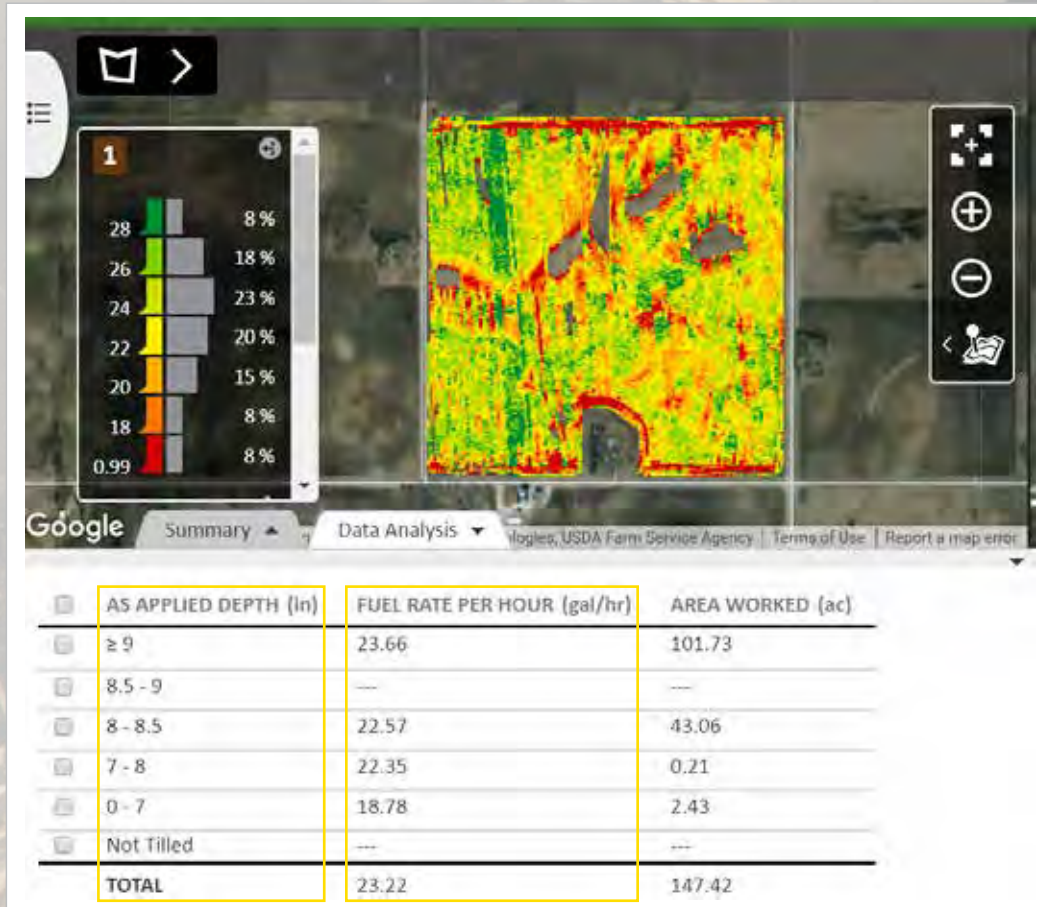 1
28
8 %
26
18 %
24
23 %
22
20 %
20
15 %
18
8 %
0.99
8 %
Google
Summary
Data Analysis
logies, USDA Farm Service Agency | Terms of Use | Report a map error
AS APPLIED DEPTH (in) FUEL RATE PER HOUR (gal/hr) AREA WORKED (ac)
≥ 9 23.66 101.73
8.5 - 9 --- ---
8 - 8.5 22.57 43.06
7 - 8 22.35 0.21
0 - 7 18.78 2.43
Not Tilled --- ---
TOTAL 23.22 147.42